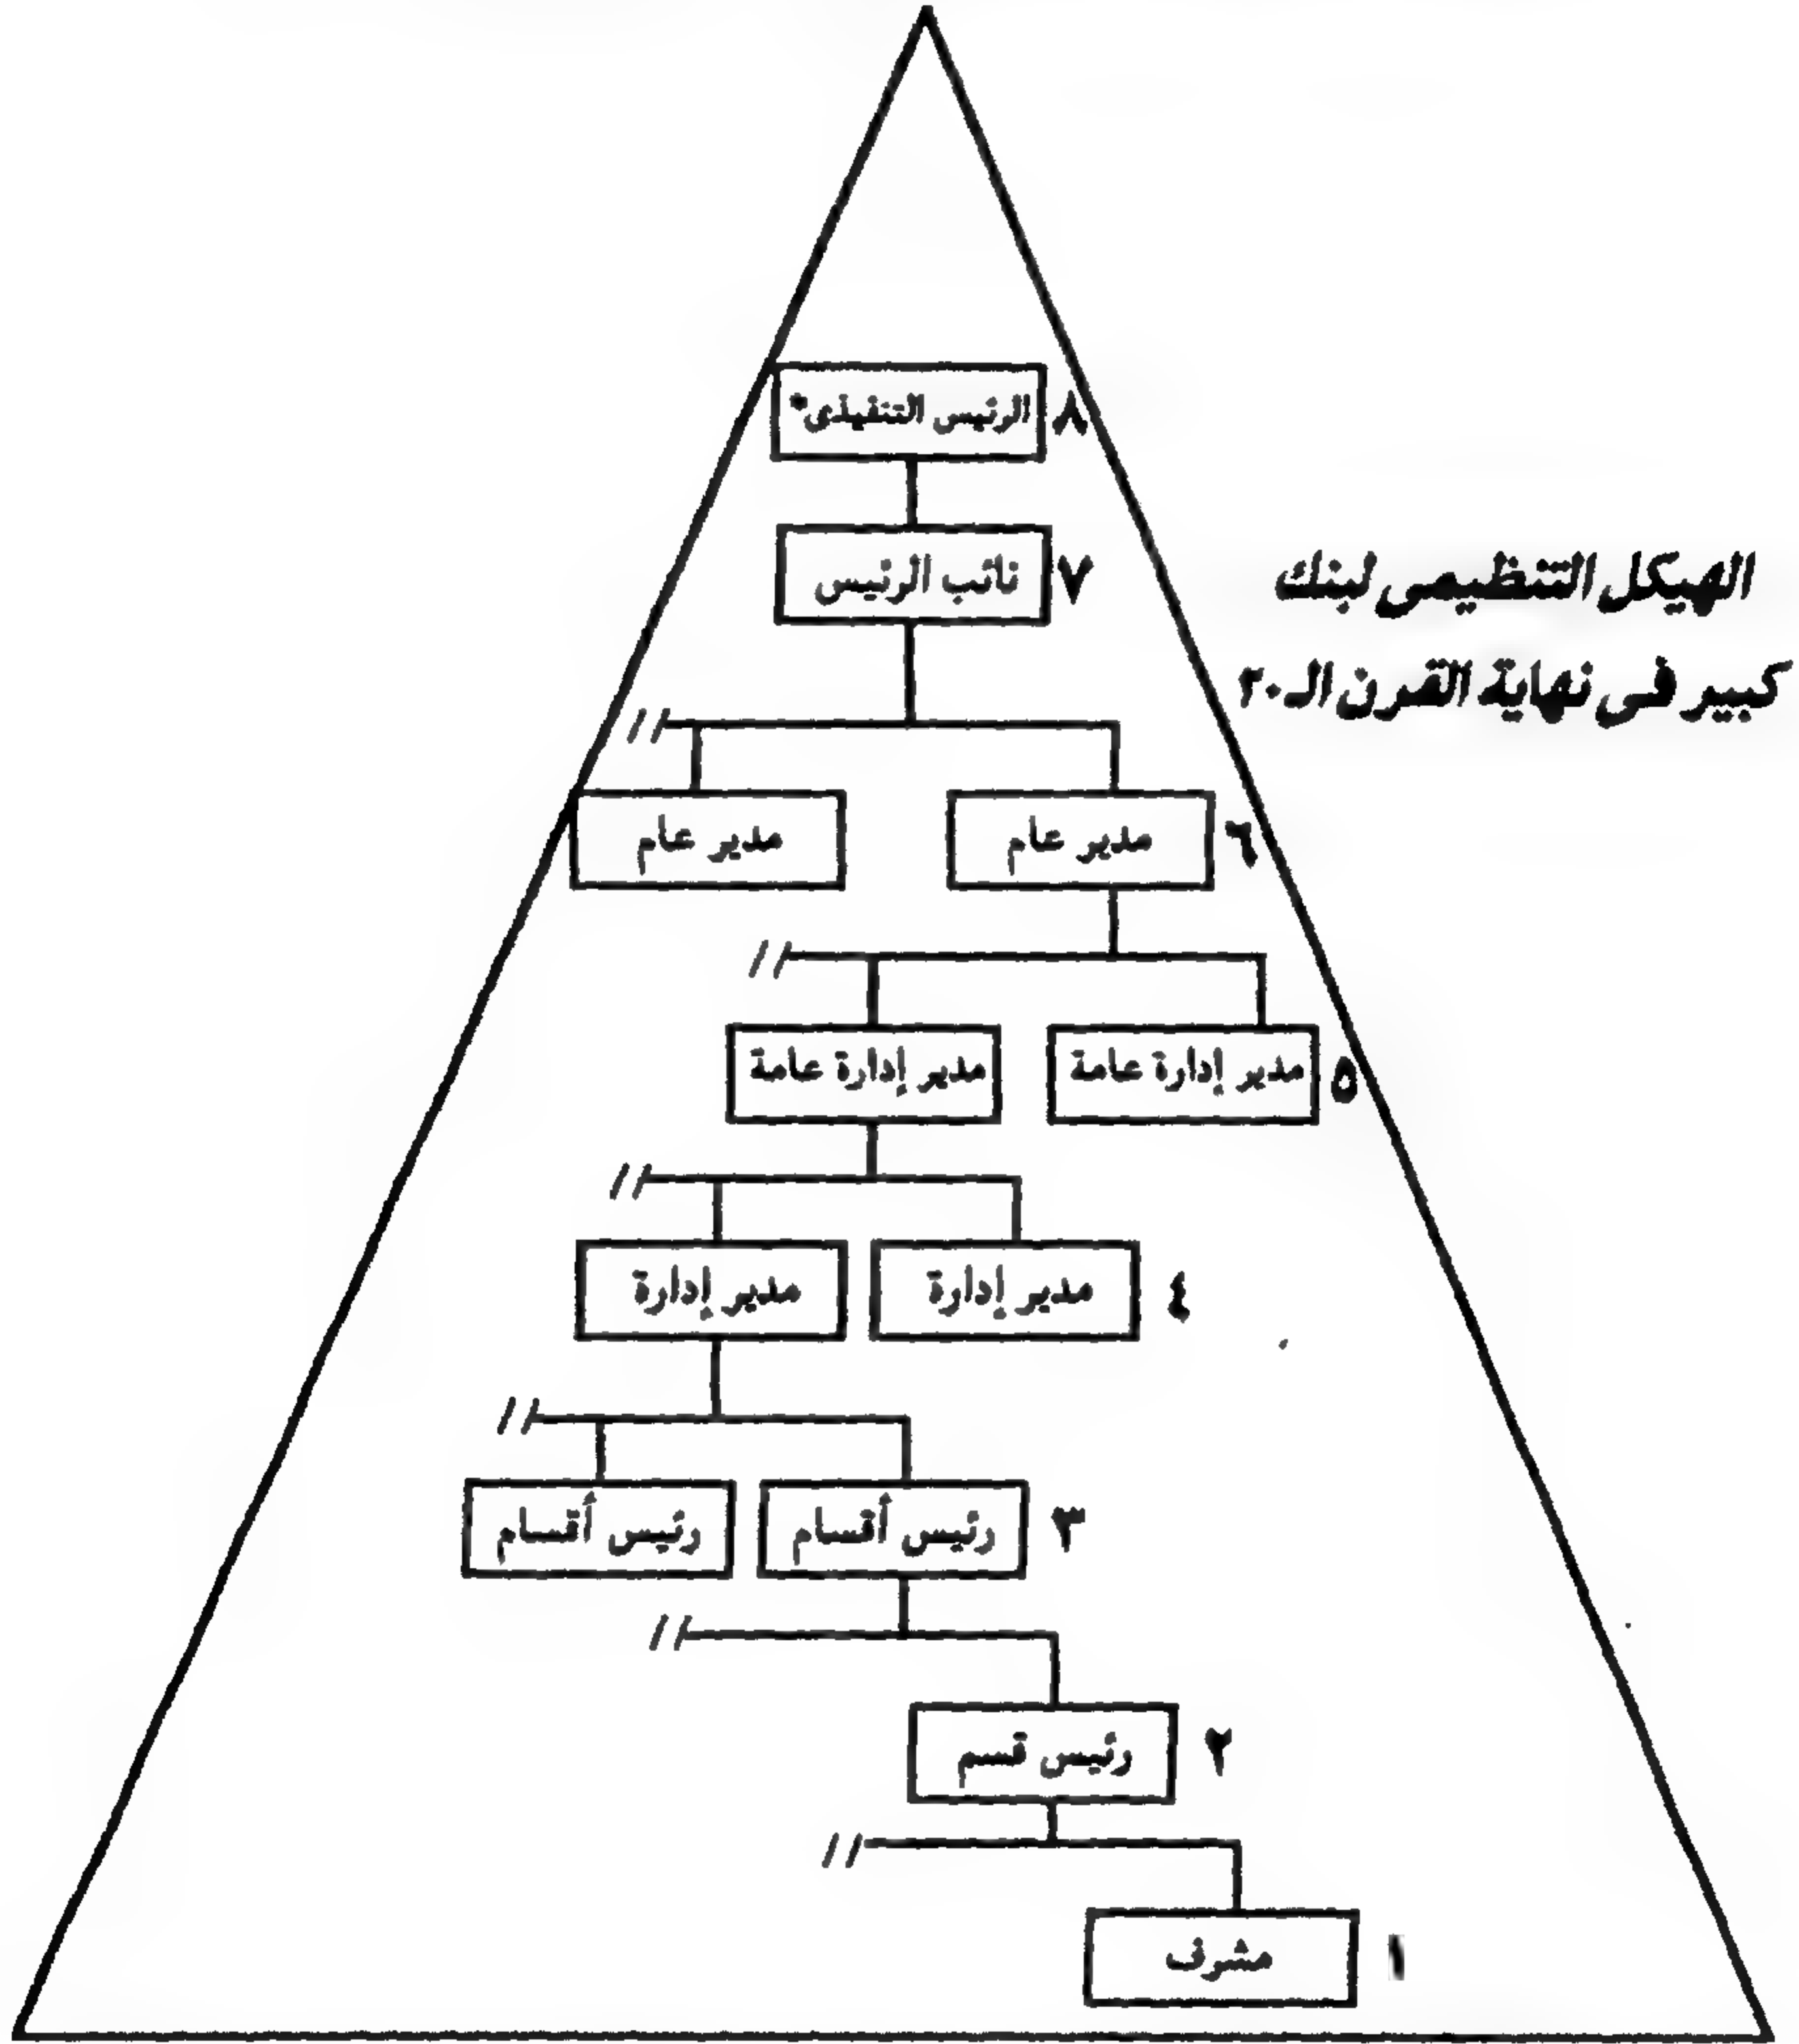 الرئيس التنفيذى* ٨
نائب الرئيس ٧
الهيكل التنظيمى لبنك
كبير فى نهاية القرن الـ ٢٠
مدير عام مدير عام ٦
مدير إدارة عامة مدير إدارة عامة ٥
مدير إدارة مدير إدارة ٤
رئيس أقسام رئيس أقسام ٣
رئيس قسم ٢
مشرف ١